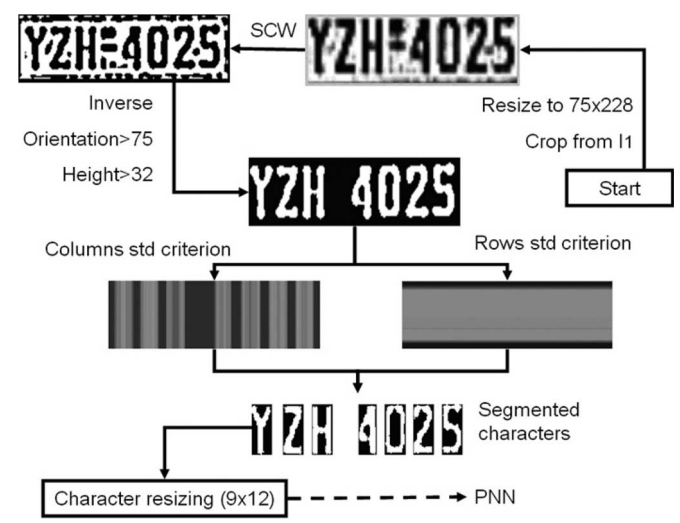 YZH-4025
SCW
YZH-4025
Inverse
Orientation>75
Height>32
Resize to 75x228
Crop from I1
Start
YZH 4025
Columns std criterion
Rows std criterion
YZH 4025
Segmented
characters
Character resizing (9x12)
PNN